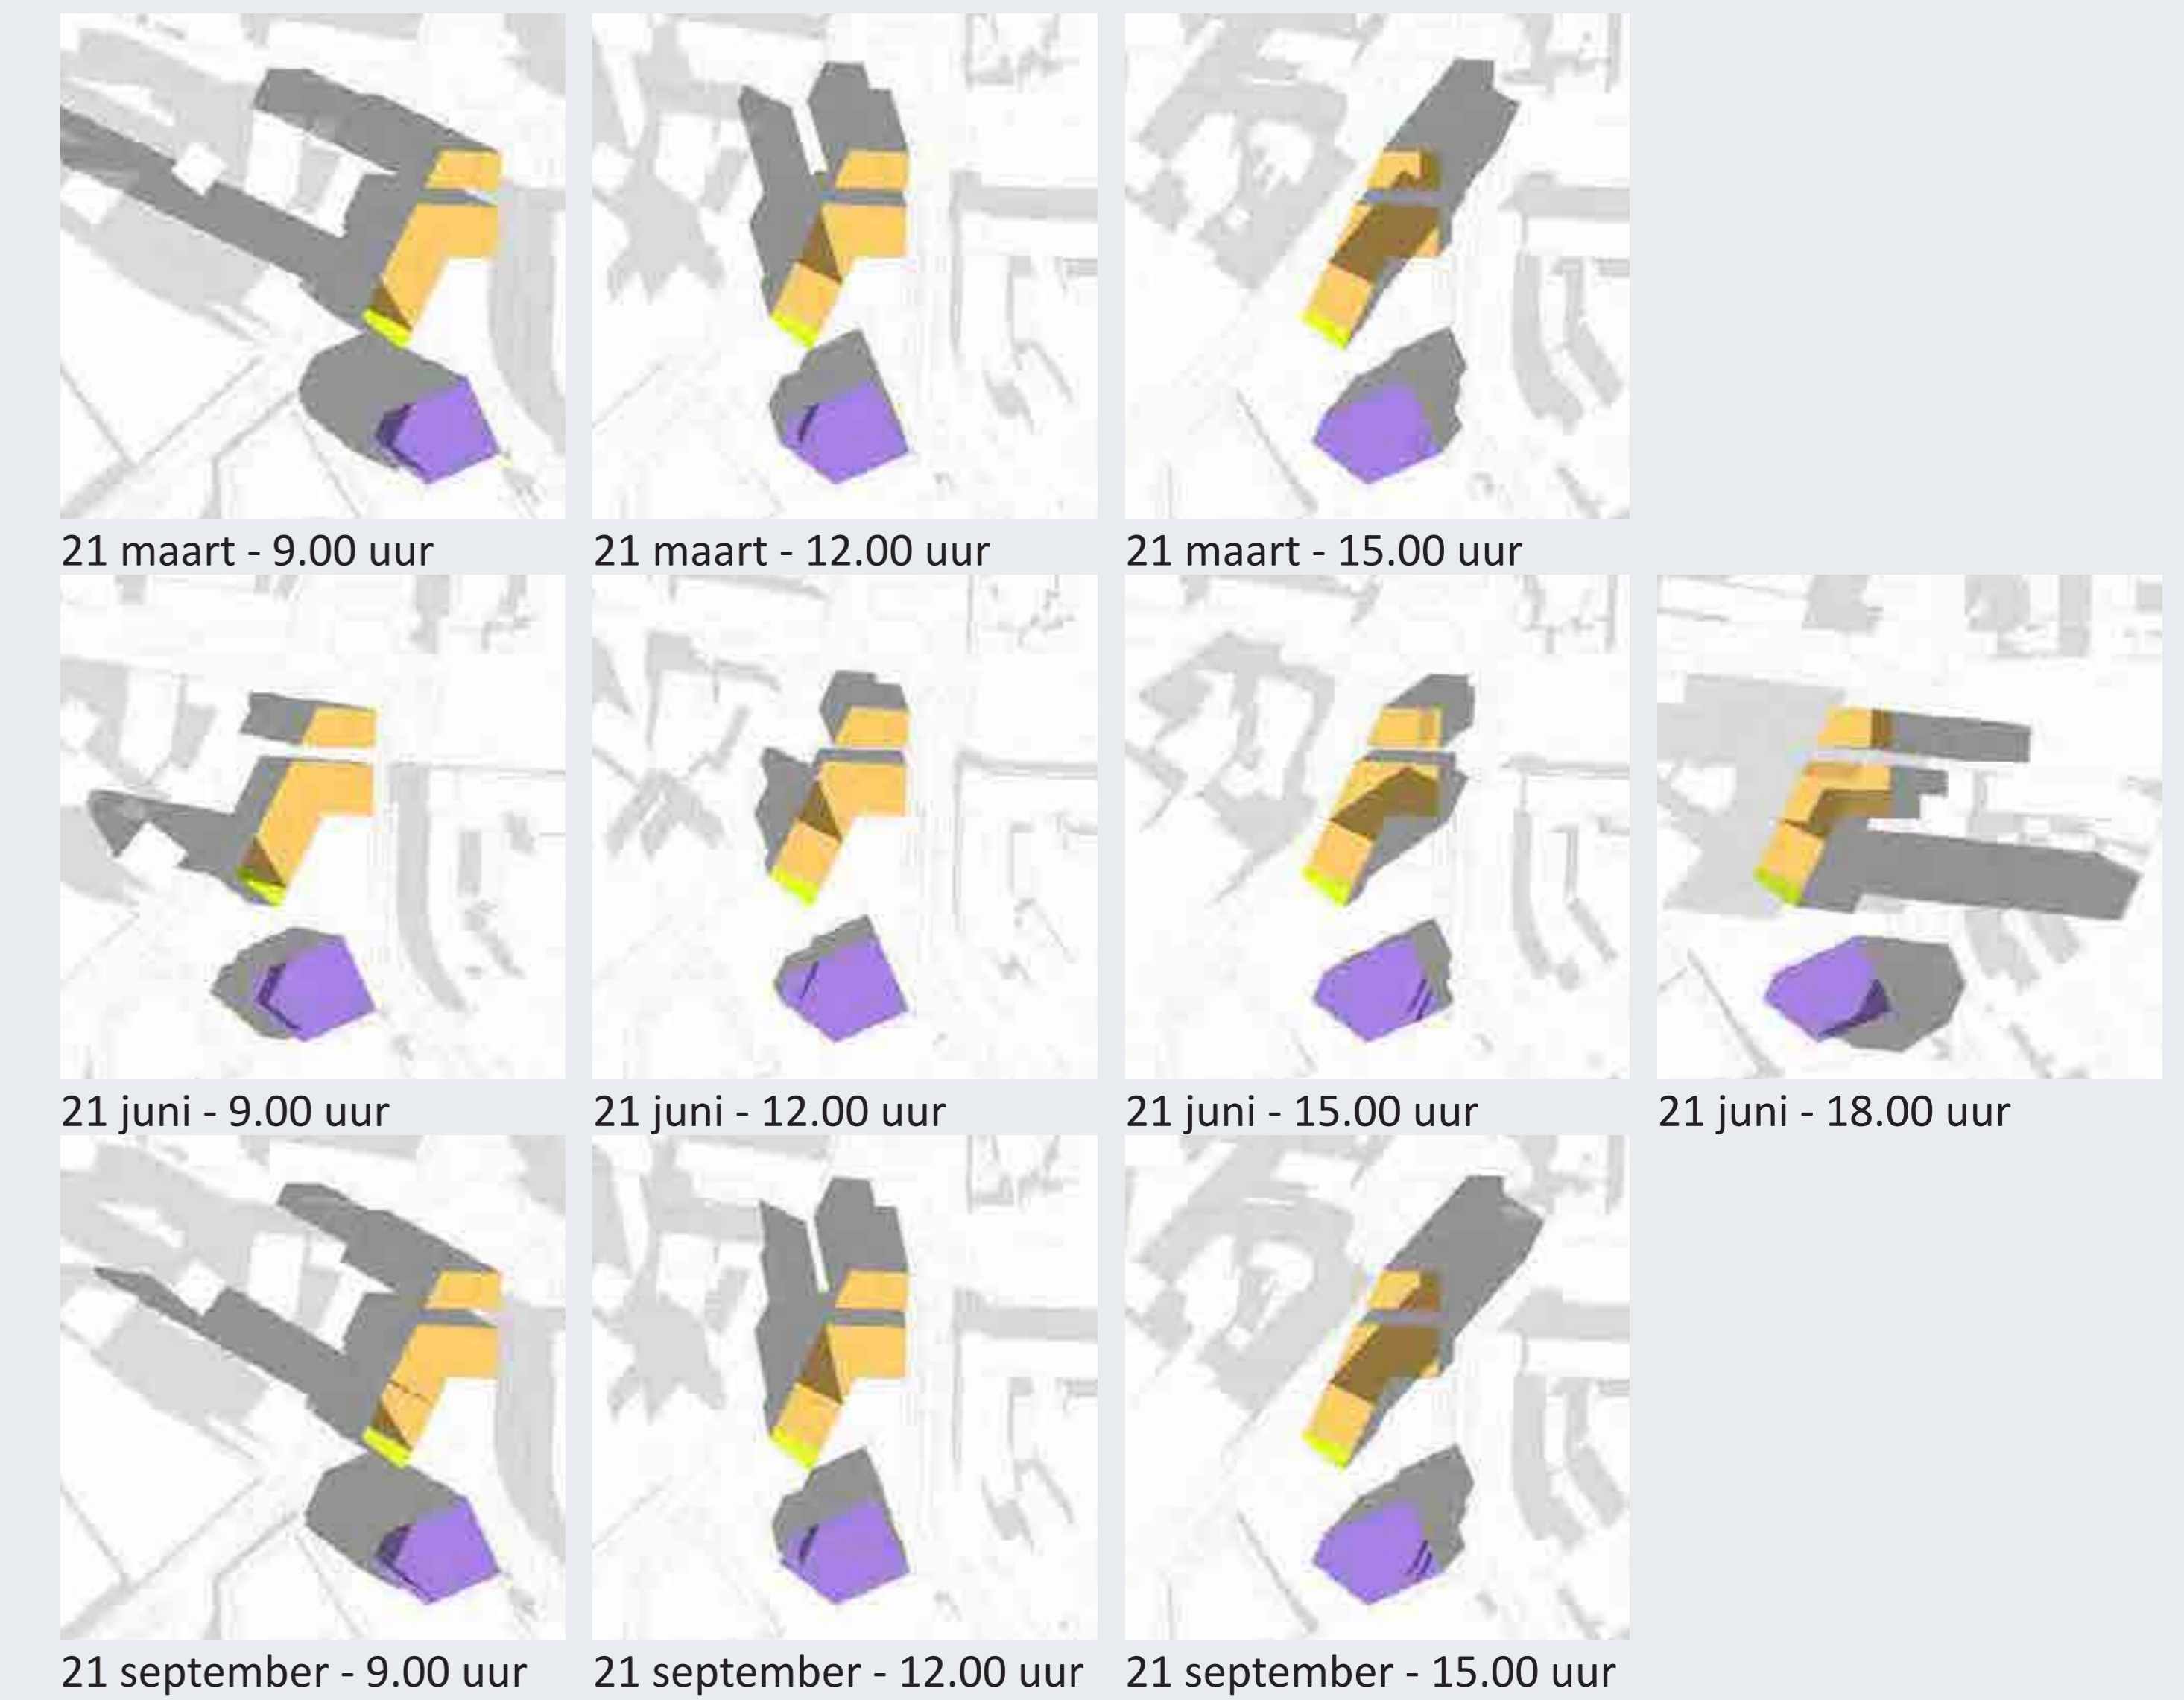 21 maart - 9.00 uur
21 maart - 12.00 uur
21 maart - 15.00 uur
21 juni - 9.00 uur
21 juni - 12.00 uur
21 juni - 15.00 uur
21 juni - 18.00 uur
21 september - 9.00 uur
21 september - 12.00 uur
21 september - 15.00 uur